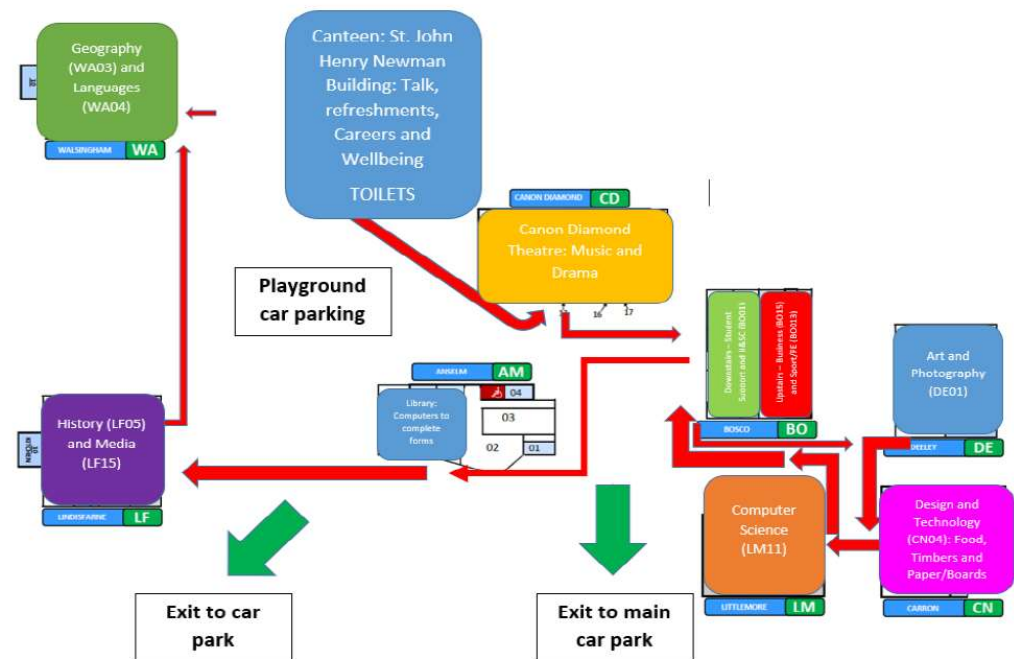 Geography
(WA03) and
Languages
(WA04)
WALSINGHAM WA
Canteen: St. John
Henry Newman
Building: Talk,
refreshments,
Careers and
Wellbeing
TOILETS
CANON DIAMOND CD
Canon Diamond
Theatre: Music and
Drama
16
17
Playground
car parking
Downstairs – Student
Support and
(BO01)
Upstairs – Business (BO15)
and Sport/PE (BO013)
BOSCO BO
Art and
Photography
(DE01)
DEELEY DE
ANSELM AM
Library:
Computers to
complete
forms
04
03
02
01
History (LF05)
and Media
(LF15)
LINDISFARNE LF
Computer
Science
(LM11)
LITTLEMORE LM
Design and
Technology
(CN04): Food,
Timbers and
Paper/Boards
CARRON CN
Exit to car
park
Exit to main
car park